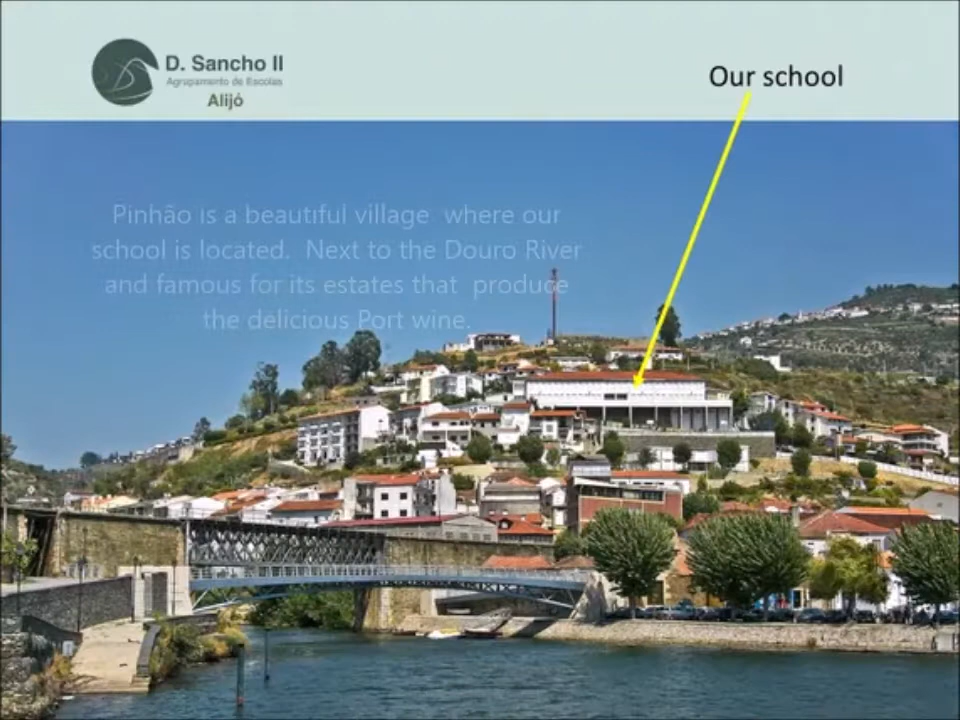 D. Sancho II
Agrupamento de Escolas
Alijó
Our school
Pinhão is a beautiful village where our
school is located. Next to the Douro River
and famous for its estates that produce
the delicious Port wine.